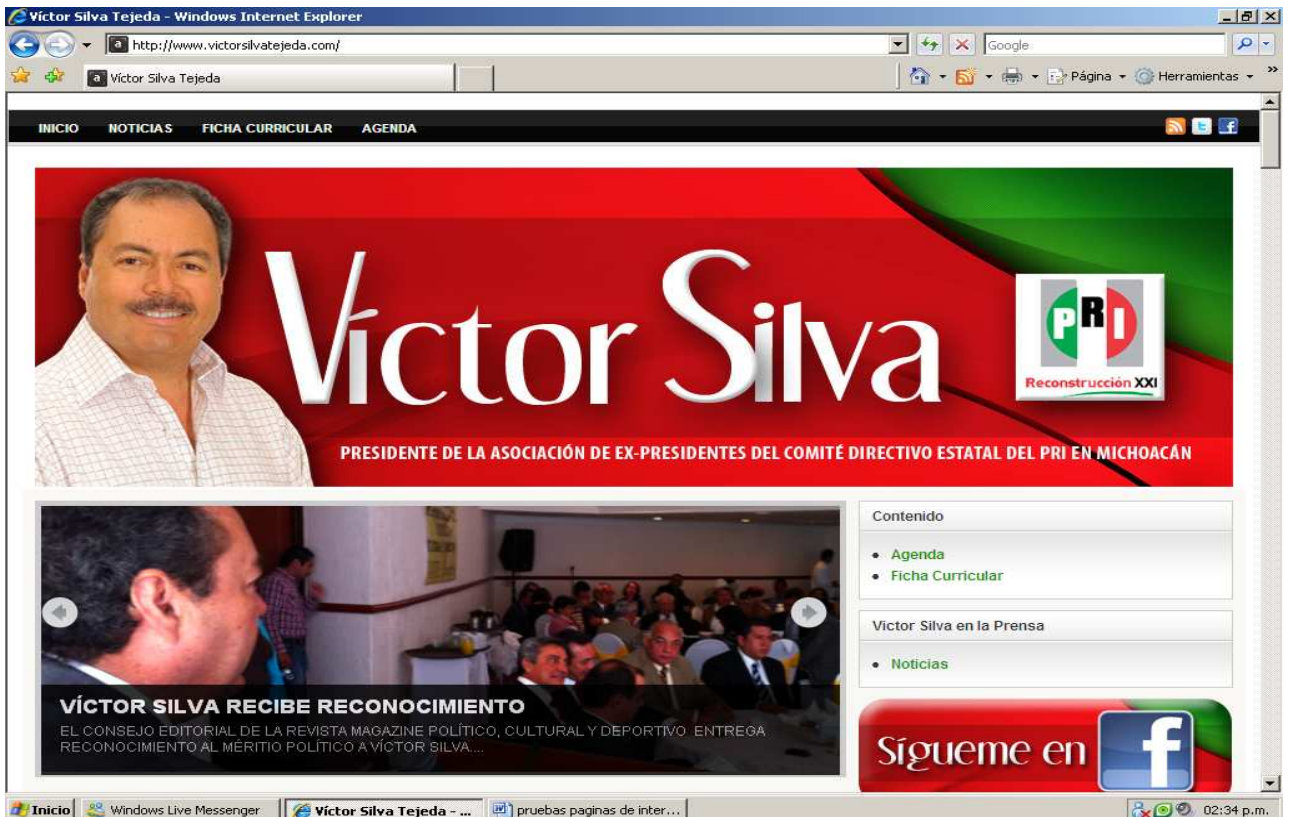 Víctor Silva Tejeda - Windows Internet Explorer
http://www.victorsilvatejeda.com/
Google
Víctor Silva Tejeda
Página
Herramientas
INICIO NOTICIAS FICHA CURRICULAR AGENDA
Víctor Silva
PRI
Reconstrucción XXI
PRESIDENTE DE LA ASOCIACIÓN DE EX-PRESIDENTES DEL COMITÉ DIRECTIVO ESTATAL DEL PRI EN MICHOACÁN
VÍCTOR SILVA RECIBE RECONOCIMIENTO
EL CONSEJO EDITORIAL DE LA REVISTA MAGAZINE POLÍTICO, CULTURAL Y DEPORTIVO ENTREGA
RECONOCIMIENTO AL MÉRITIO POLÍTICO A VÍCTOR SILVA....
Contenido
Agenda
Ficha Curricular
Victor Silva en la Prensa
Noticias
Sígueme en f
Inicio
Windows Live Messenger
Víctor Silva Tejeda - ...
pruebas paginas de inter...
02:34 p.m.